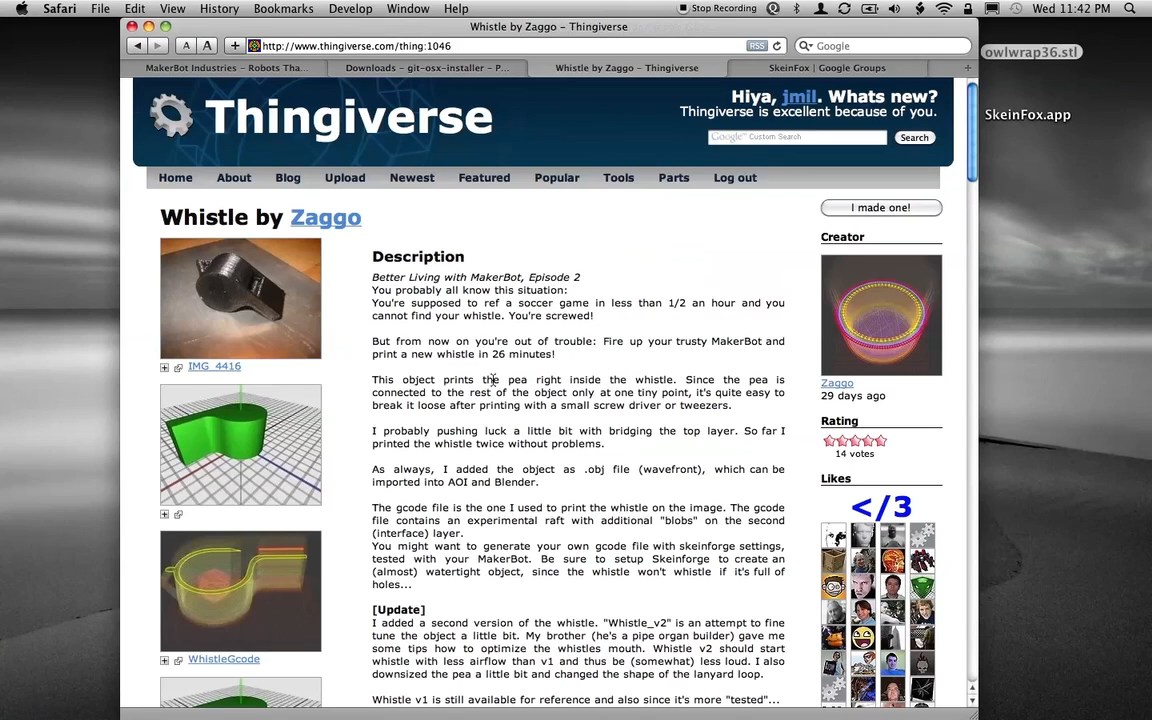 Safari File Edit View History Bookmarks Develop Window Help Stop Recording Wed 11:42 PM
Whistle by Zaggo – Thingiverse
A A + http://www.thingiverse.com/thing:1046 RSS Google
MakerBot Industries – Robots Tha... Downloads – git-osx-installer – P... Whistle by Zaggo – Thingiverse SkeinFox | Google Groups +
owlwrap36.stl
SkeinFox.app
Thingiverse
Hiya, jmil. Whats new?
Thingiverse is excellent because of you.
Google™ Custom Search Search
Home About Blog Upload Newest Featured Popular Tools Parts Log out
Whistle by Zaggo
IMG_4416
WhistleGcode
Description
Better Living with MakerBot, Episode 2
You probably all know this situation:
You're supposed to ref a soccer game in less than 1/2 an hour and you
cannot find your whistle. You're screwed!
But from now on you're out of trouble: Fire up your trusty MakerBot and
print a new whistle in 26 minutes!
This object prints the pea right inside the whistle. Since the pea is
connected to the rest of the object only at one tiny point, it's quite easy to
break it loose after printing with a small screw driver or tweezers.
I probably pushing luck a little bit with bridging the top layer. So far I
printed the whistle twice without problems.
As always, I added the object as .obj file (wavefront), which can be
imported into AOI and Blender.
The gcode file is the one I used to print the whistle on the image. The gcode
file contains an experimental raft with additional "blobs" on the second
(interface) layer.
You might want to generate your own gcode file with skeinforge settings,
tested with your MakerBot. Be sure to setup Skeinforge to create an
(almost) watertight object, since the whistle won't whistle if it's full of
holes...
[Update]
I added a second version of the whistle. "Whistle_v2" is an attempt to fine
tune the object a little bit. My brother (he's a pipe organ builder) gave me
some tips how to optimize the whistles mouth. Whistle v2 should start
whistle with less airflow than v1 and thus be (somewhat) less loud. I also
downsized the pea a little bit and changed the shape of the lanyard loop.
Whistle v1 is still available for reference and also since it's more "tested"...
I made one!
Creator
Zaggo
29 days ago
Rating
14 votes
Likes
</3